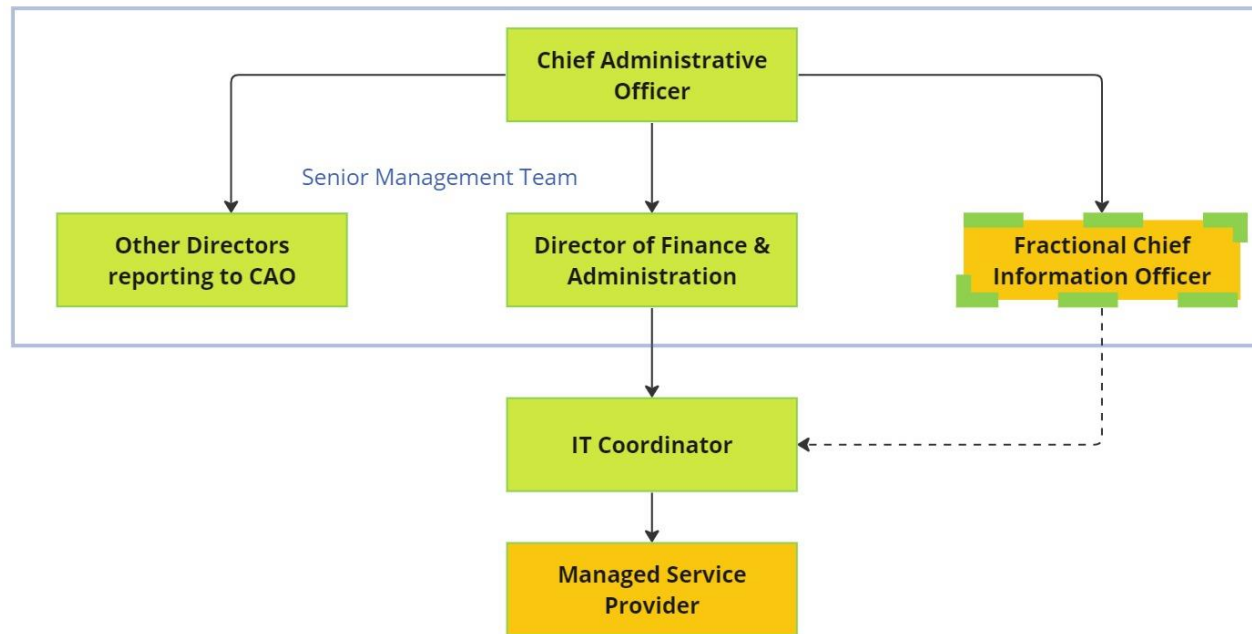 Chief Administrative
Officer
Senior Management Team
Other Directors
reporting to CAO
Director of Finance &
Administration
Fractional Chief
Information Officer
IT Coordinator
Managed Service
Provider